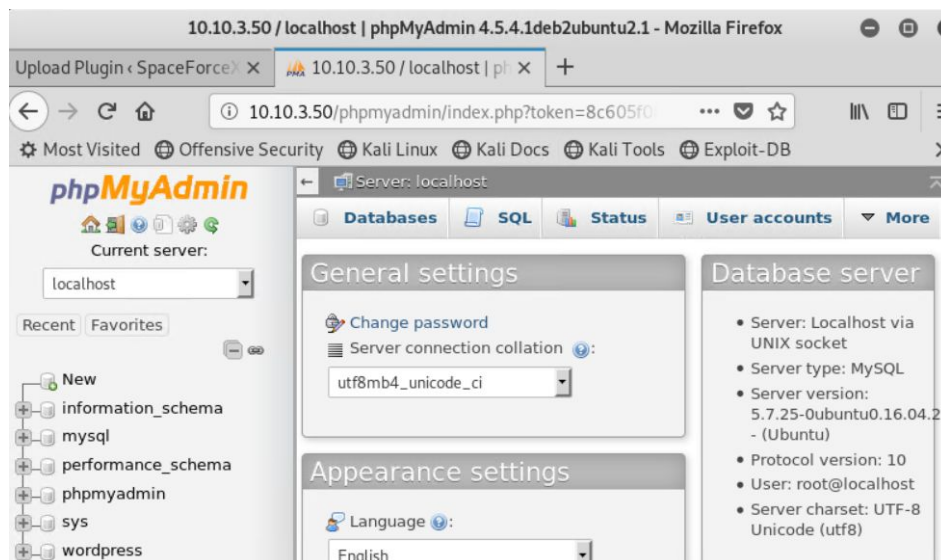 10.10.3.50 / localhost | phpMyAdmin 4.5.4.1deb2ubuntu2.1 - Mozilla Firefox
Upload Plugin ‹ SpaceForceX
10.10.3.50 / localhost | ph
10.10.3.50/phpmyadmin/index.php?token=8c605f0
Most Visited Offensive Security Kali Linux Kali Docs Kali Tools Exploit-DB
phpMyAdmin
Current server:
localhost
Recent Favorites
New
information_schema
mysql
performance_schema
phpmyadmin
sys
wordpress
Server: localhost
Databases SQL Status User accounts More
General settings
Change password
Server connection collation :
utf8mb4_unicode_ci
Appearance settings
Language :
English
Database server
Server: Localhost via
UNIX socket
Server type: MySQL
Server version:
5.7.25-0ubuntu0.16.04.2
- (Ubuntu)
Protocol version: 10
User: root@localhost
Server charset: UTF-8
Unicode (utf8)